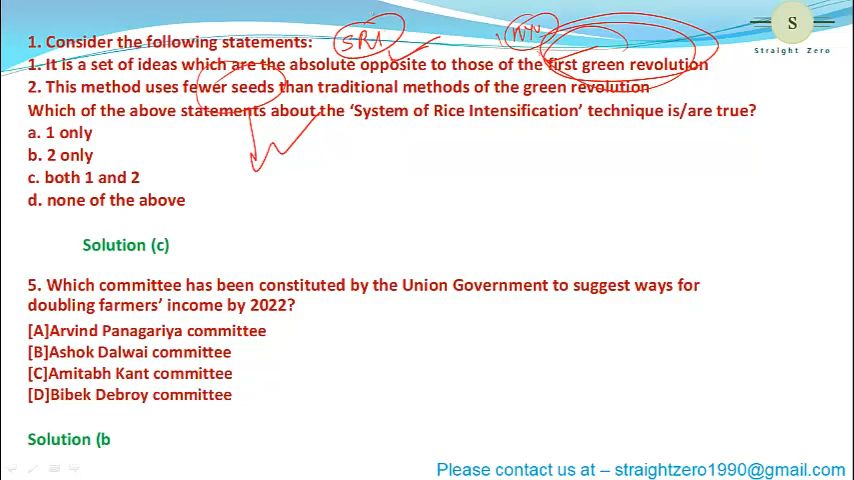 S
Straight Zero
SRI
1. Consider the following statements:
1. It is a set of ideas which are the absolute opposite to those of the first green revolution
2. This method uses fewer seeds than traditional methods of the green revolution
Which of the above statements about the ‘System of Rice Intensification’ technique is/are true?
a. 1 only
b. 2 only
c. both 1 and 2
d. none of the above
Solution (c)
5. Which committee has been constituted by the Union Government to suggest ways for
doubling farmers’ income by 2022?
[A]Arvind Panagariya committee
[B]Ashok Dalwai committee
[C]Amitabh Kant committee
[D]Bibek Debroy committee
Solution (b
Please contact us at – straightzero1990@gmail.com